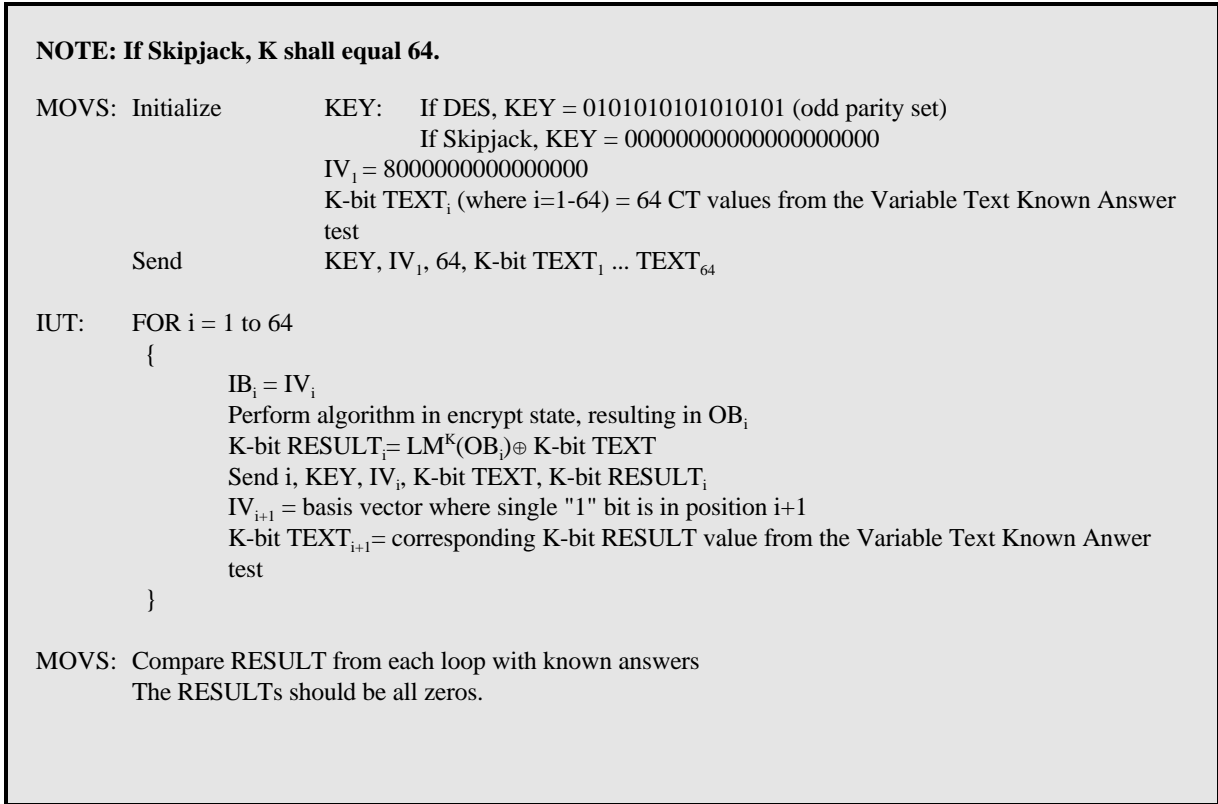 NOTE: If Skipjack, K shall equal 64.
MOVS: Initialize KEY: If DES, KEY = 0101010101010101 (odd parity set)
If Skipjack, KEY = 00000000000000000000
IV₁ = 8000000000000000
K-bit TEXTᵢ (where i=1-64) = 64 CT values from the Variable Text Known Answer
test
Send KEY, IV₁, 64, K-bit TEXT₁ ... TEXT₆₄
IUT: FOR i = 1 to 64
{
IBᵢ = IVᵢ
Perform algorithm in encrypt state, resulting in OBᵢ
K-bit RESULTᵢ= LMᴷ(OBᵢ)⊕ K-bit TEXT
Send i, KEY, IVᵢ, K-bit TEXT, K-bit RESULTᵢ
IVᵢ₊₁ = basis vector where single "1" bit is in position i+1
K-bit TEXTᵢ₊₁= corresponding K-bit RESULT value from the Variable Text Known Anwer
test
}
MOVS: Compare RESULT from each loop with known answers
The RESULTs should be all zeros.